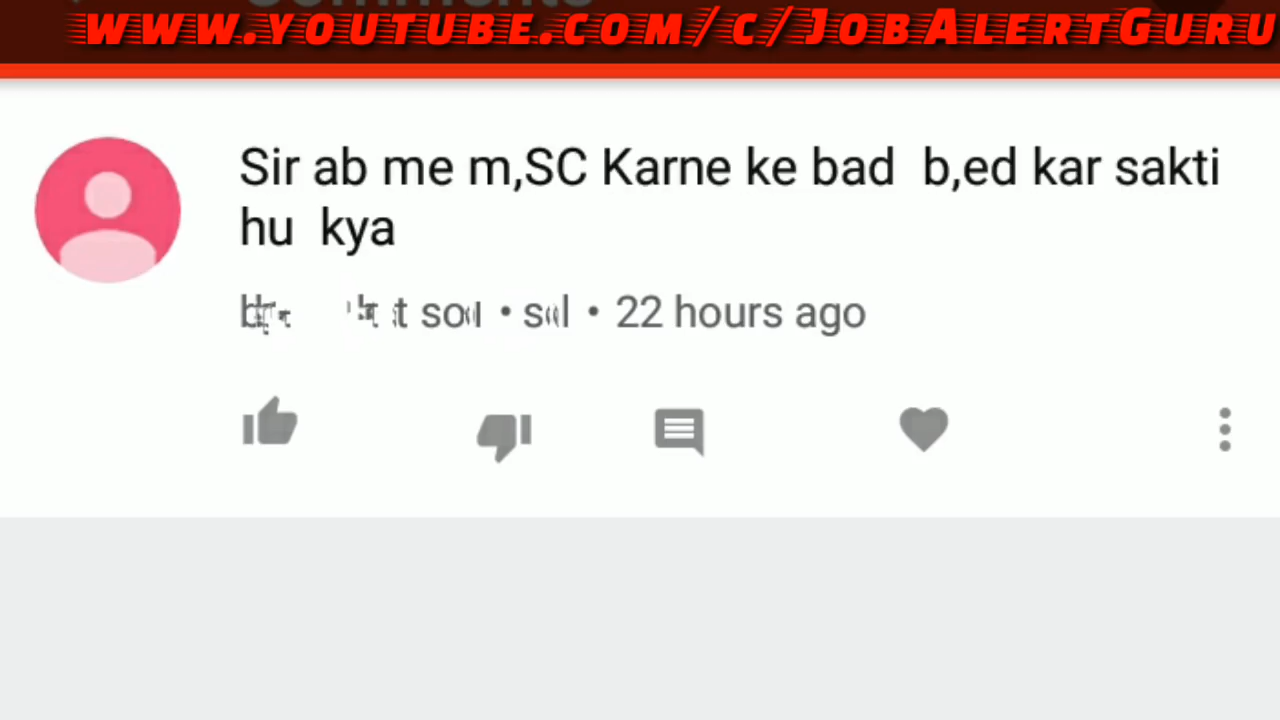 WWW.YOUTUBE.COM/C/JOBALERTGURU
Comments
Sir ab me m,SC Karne ke bad b,ed kar sakti
hu kya
• 22 hours ago